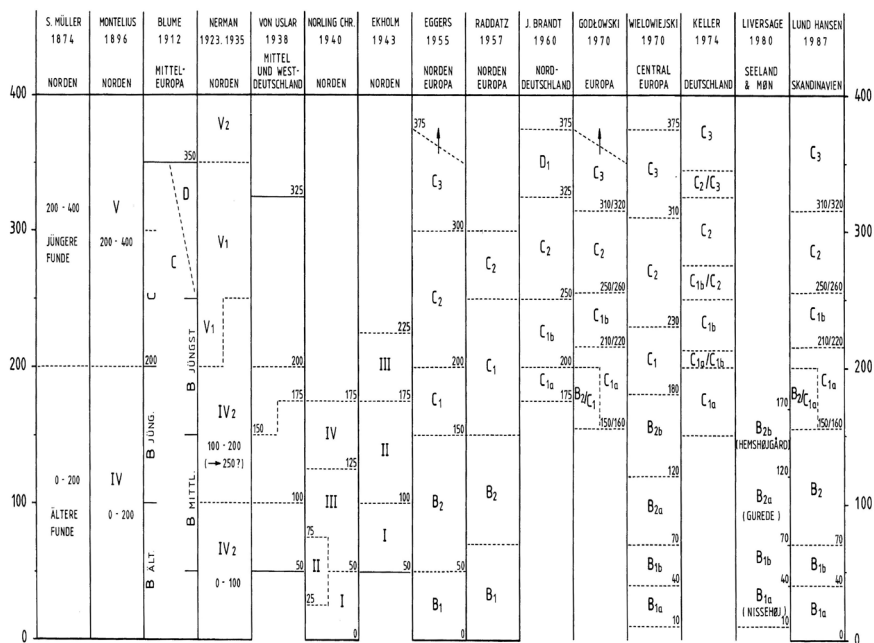 S. MÜLLER
1874
NORDEN
MONTELIUS
1896
NORDEN
BLUME
1912
MITTEL-
EUROPA
NERMAN
1923. 1935
NORDEN
VON USLAR
1938
MITTEL
UND WEST-
DEUTSCHLAND
NORLING CHR.
1940
NORDEN
EKHOLM
1943
NORDEN
EGGERS
1955
NORDEN
EUROPA
RADDATZ
1957
NORDEN
EUROPA
J. BRANDT
1960
NORD-
DEUTSCHLAND
GODŁOWSKI
1970
EUROPA
WIELOWIEJSKI
1970
CENTRAL
EUROPA
KELLER
1974
DEUTSCHLAND
LIVERSAGE
1980
SEELAND
& MØN
LUND HANSEN
1987
SKANDINAVIEN
400
300
200
100
0
200 - 400
JÜNGERE
FUNDE
0 - 200
ÄLTERE
FUNDE
V
200 - 400
IV
0 - 200
350
D
C
C
200
B JÜNGST
B JÜNG.
B MITTL.
B ÄLT.
V2
V1
V1
IV2
100 - 200
(→ 250?)
IV2
0 - 100
325
200
175
150
100
50
175
IV
125
III
75
II
25
50
I
0
225
III
175
II
100
I
50
375
C3
300
C2
200
C1
150
B2
50
B1
C2
C1
B2
B1
375
D1
325
C2
250
C1b
200
C1a
175
C3
310/320
C2
250/260
C1b
210/220
B2/C1
C1a
150/160
375
C3
310
C2
230
C1
180
B2b
120
B2a
70
B1b
40
B1a
10
C3
C2/C3
C2
C1b/C2
C1b
C1a/C1b
C1a
170
B2b
(HEMSHØJGÅRD)
120
B2a
(GUREDE)
70
B1b
40
B1a
(NISSEHØJ)
10
C3
310/320
C2
250/260
C1b
210/220
B2/C1a
C1a
150/160
B2
70
B1b
40
B1a
0
400
300
200
100
0